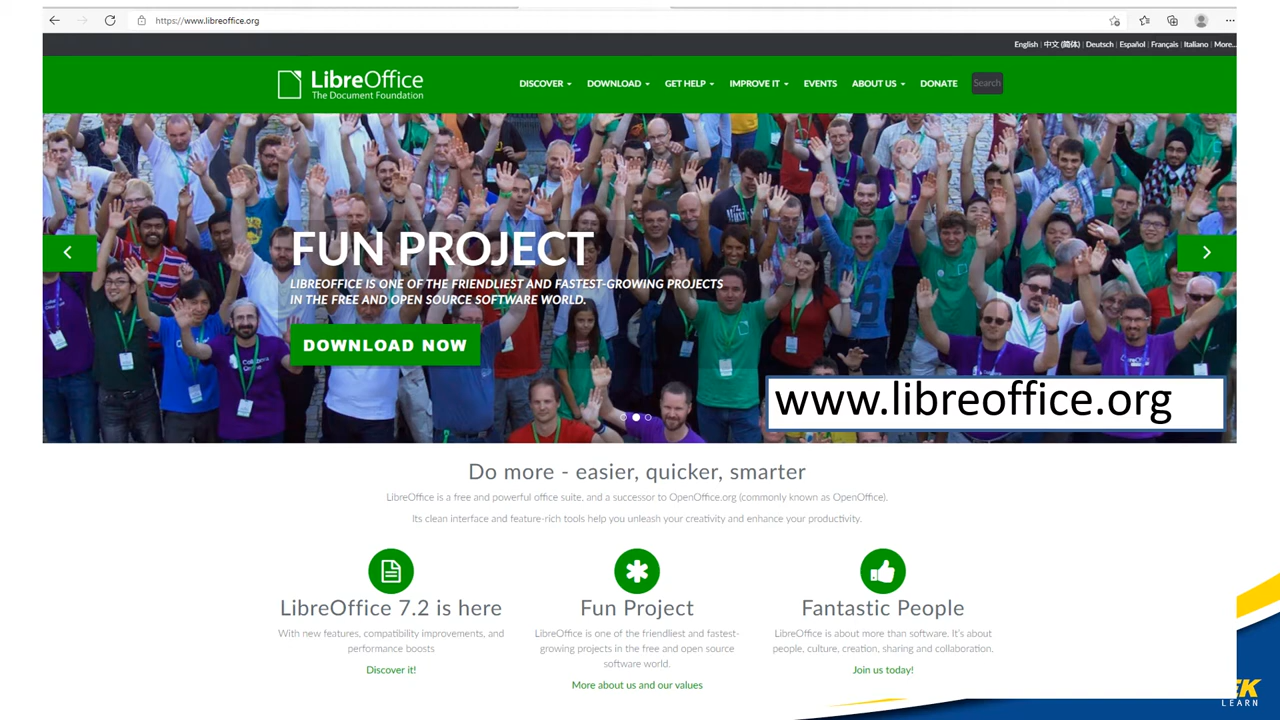 https://www.libreoffice.org
English | 中文 (简体) | Deutsch | Español | Français | Italiano | More...
LibreOffice
The Document Foundation
DISCOVER DOWNLOAD GET HELP IMPROVE IT EVENTS ABOUT US DONATE Search
FUN PROJECT
LIBREOFFICE IS ONE OF THE FRIENDLIEST AND FASTEST-GROWING PROJECTS
IN THE FREE AND OPEN SOURCE SOFTWARE WORLD.
DOWNLOAD NOW
www.libreoffice.org
Do more - easier, quicker, smarter
LibreOffice is a free and powerful office suite, and a successor to OpenOffice.org (commonly known as OpenOffice).
Its clean interface and feature-rich tools help you unleash your creativity and enhance your productivity.
LibreOffice 7.2 is here
With new features, compatibility improvements, and
performance boosts
Discover it!
Fun Project
LibreOffice is one of the friendliest and fastest-
growing projects in the free and open source
software world.
More about us and our values
Fantastic People
LibreOffice is about more than software. It's about
people, culture, creation, sharing and collaboration.
Join us today!
LEARN